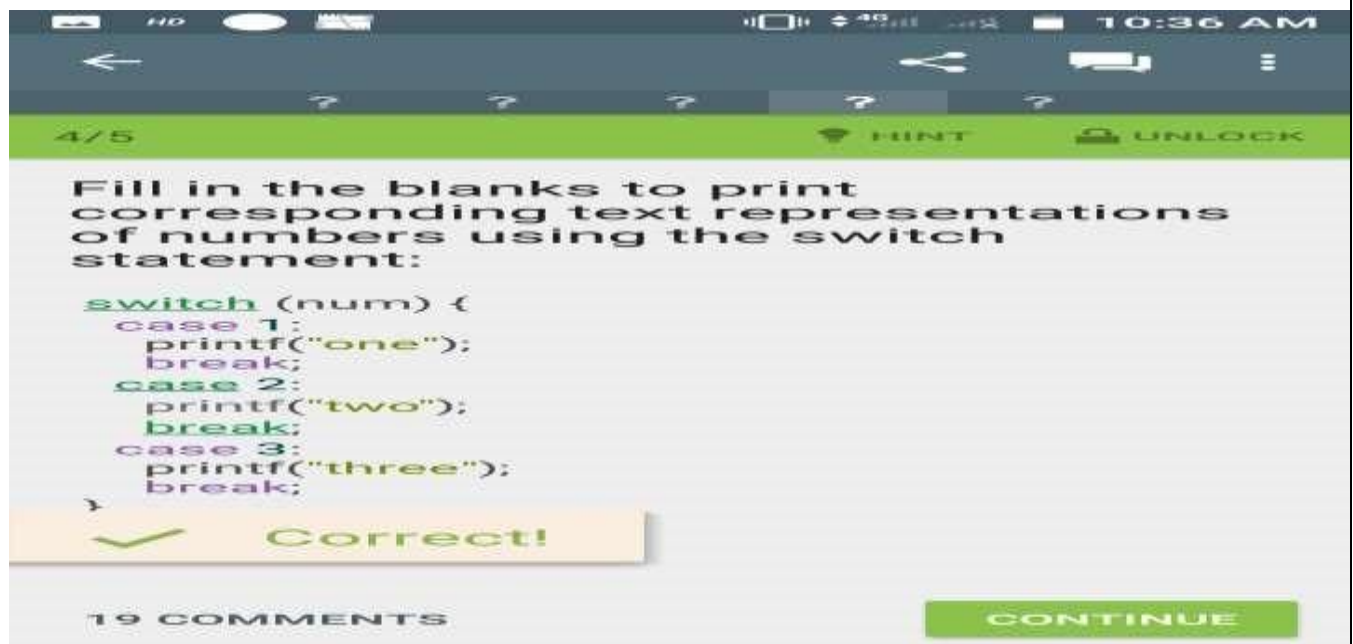 HD 4G 10:36 AM
? ? ? ? ?
4/5 HINT UNLOCK
Fill in the blanks to print
corresponding text representations
of numbers using the switch
statement:
switch (num) {
case 1:
printf("one");
break;
case 2:
printf("two");
break;
case 3:
printf("three");
break;
}
Correct!
19 COMMENTS CONTINUE